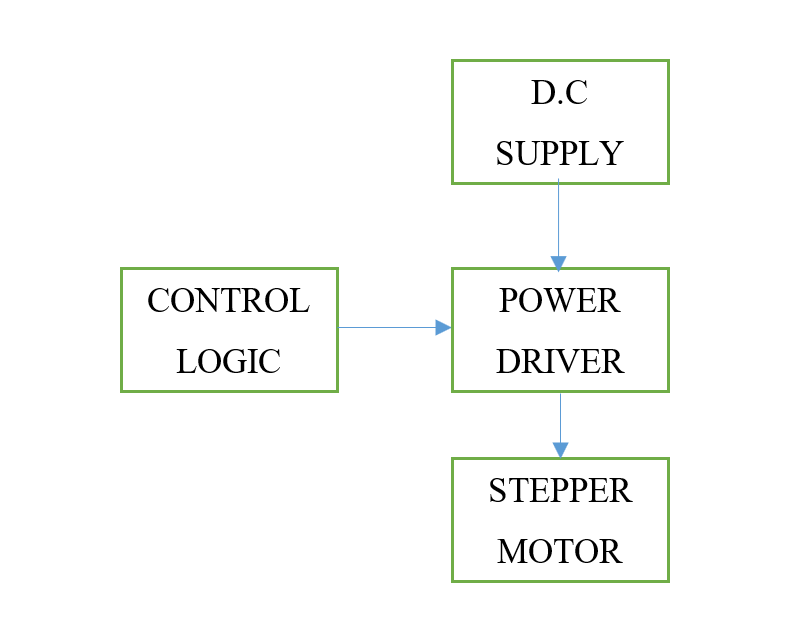 D.C
SUPPLY
CONTROL
LOGIC
POWER
DRIVER
STEPPER
MOTOR